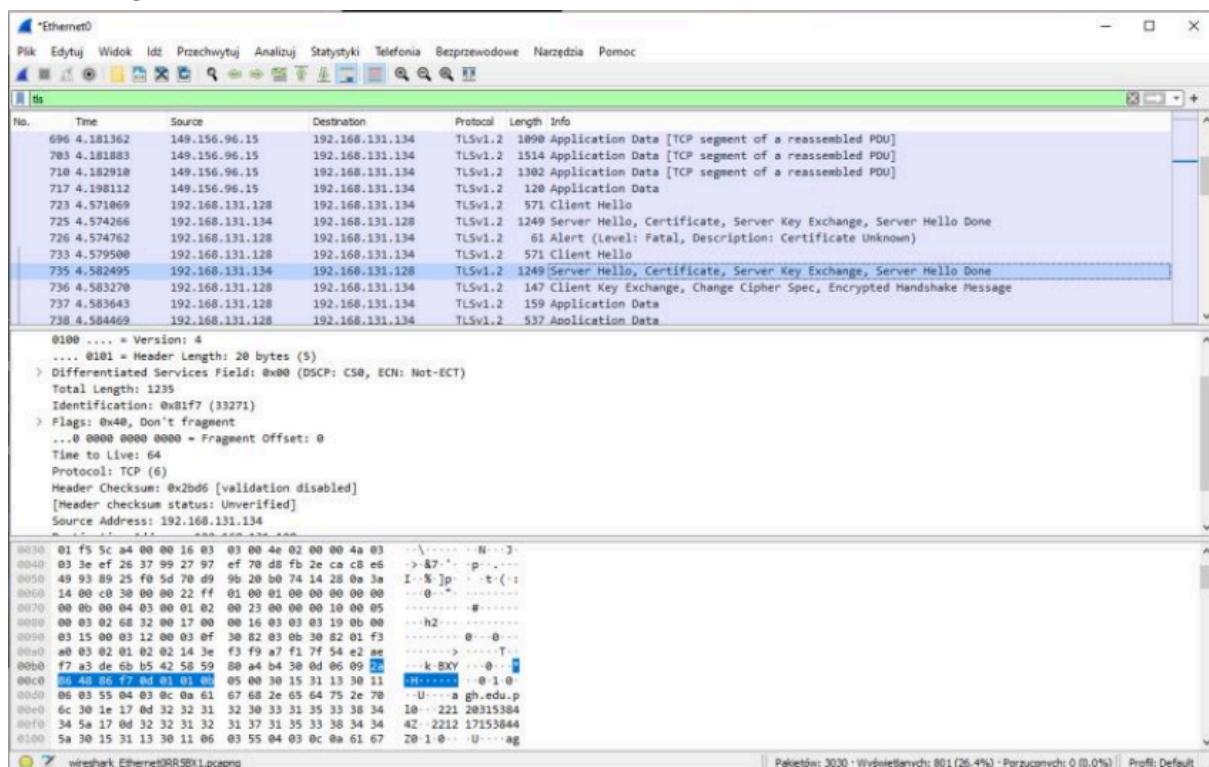 *Ethernet0
Plik Edytuj Widok Idź Przechwytuj Analizuj Statystyki Telefonia Bezprzewodowe Narzędzia Pomoc
tls
No. Time Source Destination Protocol Length Info
696 4.181362 149.156.96.15 192.168.131.134 TLSv1.2 1090 Application Data [TCP segment of a reassembled PDU]
703 4.181883 149.156.96.15 192.168.131.134 TLSv1.2 1514 Application Data [TCP segment of a reassembled PDU]
710 4.182910 149.156.96.15 192.168.131.134 TLSv1.2 1302 Application Data [TCP segment of a reassembled PDU]
717 4.198112 149.156.96.15 192.168.131.134 TLSv1.2 120 Application Data
723 4.571069 192.168.131.128 192.168.131.134 TLSv1.2 571 Client Hello
725 4.574266 192.168.131.134 192.168.131.128 TLSv1.2 1249 Server Hello, Certificate, Server Key Exchange, Server Hello Done
726 4.574762 192.168.131.128 192.168.131.134 TLSv1.2 61 Alert (Level: Fatal, Description: Certificate Unknown)
733 4.579500 192.168.131.128 192.168.131.134 TLSv1.2 571 Client Hello
735 4.582495 192.168.131.134 192.168.131.128 TLSv1.2 1249 Server Hello, Certificate, Server Key Exchange, Server Hello Done
736 4.583270 192.168.131.128 192.168.131.134 TLSv1.2 147 Client Key Exchange, Change Cipher Spec, Encrypted Handshake Message
737 4.583643 192.168.131.128 192.168.131.134 TLSv1.2 159 Application Data
738 4.584469 192.168.131.128 192.168.131.134 TLSv1.2 537 Application Data
0100 .... = Version: 4
.... 0101 = Header Length: 20 bytes (5)
> Differentiated Services Field: 0x00 (DSCP: CS0, ECN: Not-ECT)
Total Length: 1235
Identification: 0x81f7 (33271)
> Flags: 0x40, Don't fragment
...0 0000 0000 0000 = Fragment Offset: 0
Time to Live: 64
Protocol: TCP (6)
Header Checksum: 0x2bd6 [validation disabled]
[Header checksum status: Unverified]
Source Address: 192.168.131.134
0030 01 f5 5c a4 00 00 16 03 03 00 4e 02 00 00 4a 03 ··\····· ··N···J·
0040 03 3e ef 26 37 99 27 97 ef 70 d8 fb 2e ca c8 e6 ·>·&7·'· ·p··.···
0050 49 93 89 25 f0 5d 70 d9 9b 20 b0 74 14 28 0a 3a I··%·]p· · ·t·(·:
0060 14 00 c0 30 00 00 22 ff 01 00 01 00 00 00 00 00 ···0··"· ········
0070 00 0b 00 04 03 00 01 02 00 23 00 00 00 10 00 05 ········ ·#······
0080 00 03 02 68 32 00 17 00 00 16 03 03 03 19 0b 00 ···h2··· ········
0090 03 15 00 03 12 00 03 0f 30 82 03 0b 30 82 01 f3 ········ 0···0···
00a0 a0 03 02 01 02 02 14 3e f3 f9 a7 f1 7f 54 e2 ae ·······> ·····T··
00b0 f7 a3 de 6b b5 42 58 59 80 a4 b4 30 0d 06 09 2a ···k·BXY ···0···*
00c0 86 48 86 f7 0d 01 01 0b 05 00 30 15 31 13 30 11 ·H······ ··0·1·0·
00d0 06 03 55 04 03 0c 0a 61 67 68 2e 65 64 75 2e 70 ··U····a gh.edu.p
00e0 6c 30 1e 17 0d 32 32 31 32 30 33 31 35 33 38 34 l0···221 20315384
00f0 34 5a 17 0d 32 32 31 32 31 37 31 35 33 38 34 34 4Z··2212 17153844
0100 5a 30 15 31 13 30 11 06 03 55 04 03 0c 0a 61 67 Z0·1·0·· ·U····ag
wireshark_Ethernet0RR5BX1.pcapng
Pakietów: 3030 · Wyświetlanych: 801 (26.4%) · Porzuconych: 0 (0.0%)
Profil: Default